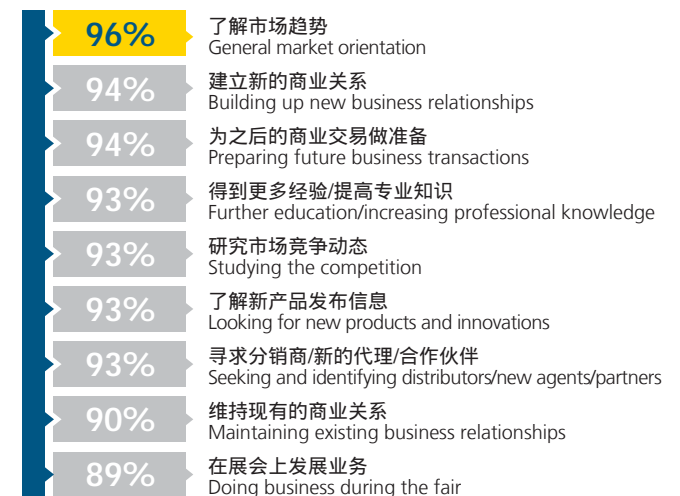 96%
了解市场趋势
General market orientation
94%
建立新的商业关系
Building up new business relationships
94%
为之后的商业交易做准备
Preparing future business transactions
93%
得到更多经验/提高专业知识
Further education/increasing professional knowledge
93%
研究市场竞争动态
Studying the competition
93%
了解新产品发布信息
Looking for new products and innovations
93%
寻求分销商/新的代理/合作伙伴
Seeking and identifying distributors/new agents/partners
90%
维持现有的商业关系
Maintaining existing business relationships
89%
在展会上发展业务
Doing business during the fair